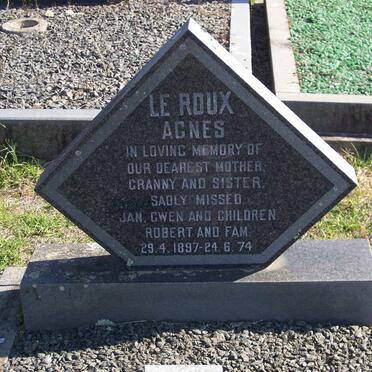 LE ROUX
AGNES
IN LOVING MEMORY OF
OUR DEAREST MOTHER,
GRANNY AND SISTER.
SADLY MISSED.
JAN, GWEN AND CHILDREN
ROBERT AND FAM.
29.4.1897-24.6.74